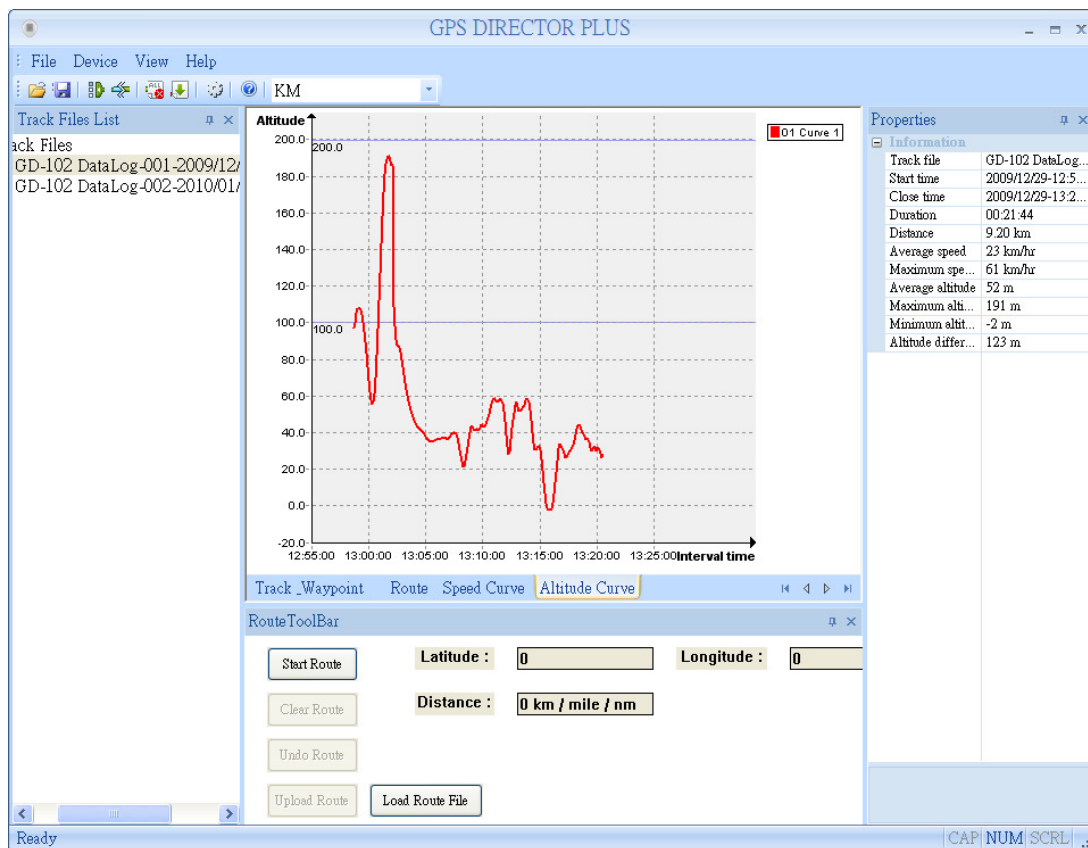 GPS DIRECTOR PLUS
File Device View Help
KM
Track Files List
ack Files
GD-102 DataLog-001-2009/12/
GD-102 DataLog-002-2010/01/
Altitude
200.0
200.0
180.0
160.0
140.0
120.0
100.0
100.0
80.0
60.0
40.0
20.0
0.0
-20.0
12:55:00 13:00:00 13:05:00 13:10:00 13:15:00 13:20:00 13:25:00 Interval time
01 Curve 1
Track _Waypoint Route Speed Curve Altitude Curve
RouteToolBar
Start Route
Latitude : 0 Longitude : 0
Clear Route
Distance : 0 km / mile / nm
Undo Route
Upload Route Load Route File
Properties
Information
Track file GD-102 DataLog...
Start time 2009/12/29-12:5...
Close time 2009/12/29-13:2...
Duration 00:21:44
Distance 9.20 km
Average speed 23 km/hr
Maximum spe... 61 km/hr
Average altitude 52 m
Maximum alti... 191 m
Minimum altit... -2 m
Altitude differ... 123 m
Ready
CAP NUM SCRL